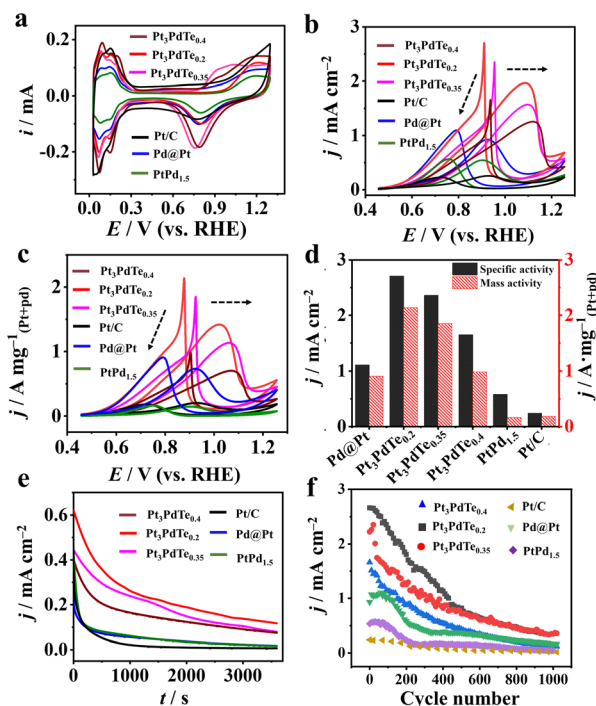 a
0.2
0.0
-0.2
i / mA
Pt3PdTe0.4
Pt3PdTe0.2
Pt3PdTe0.35
Pt/C
Pd@Pt
PtPd1.5
0.0 0.3 0.6 0.9 1.2
E / V (vs. RHE)
b
3
2
1
0
j / mA cm−2
Pt3PdTe0.4
Pt3PdTe0.2
Pt3PdTe0.35
Pt/C
Pd@Pt
PtPd1.5
0.4 0.6 0.8 1.0 1.2
E / V (vs. RHE)
c
3
2
1
0
j / A mg−1(Pt+pd)
Pt3PdTe0.4
Pt3PdTe0.2
Pt3PdTe0.35
Pt/C
Pd@Pt
PtPd1.5
0.4 0.6 0.8 1.0 1.2
E / V (vs. RHE)
d
3
2
1
0
j / mA cm−2
Specific activity
Mass activity
3
2
1
0
j / A·mg−1(Pt+pd)
Pd@Pt
Pt3PdTe0.2
Pt3PdTe0.35
Pt3PdTe0.4
PtPd1.5
Pt/C
e
0.6
0.4
0.2
0.0
j / mA cm−2
Pt3PdTe0.4
Pt3PdTe0.2
Pt3PdTe0.35
Pt/C
Pd@Pt
PtPd1.5
0 1000 2000 3000
t / s
f
3
2
1
0
j / mA cm−2
Pt3PdTe0.4
Pt3PdTe0.2
Pt3PdTe0.35
Pt/C
Pd@Pt
PtPd1.5
0 200 400 600 800 1000
Cycle number